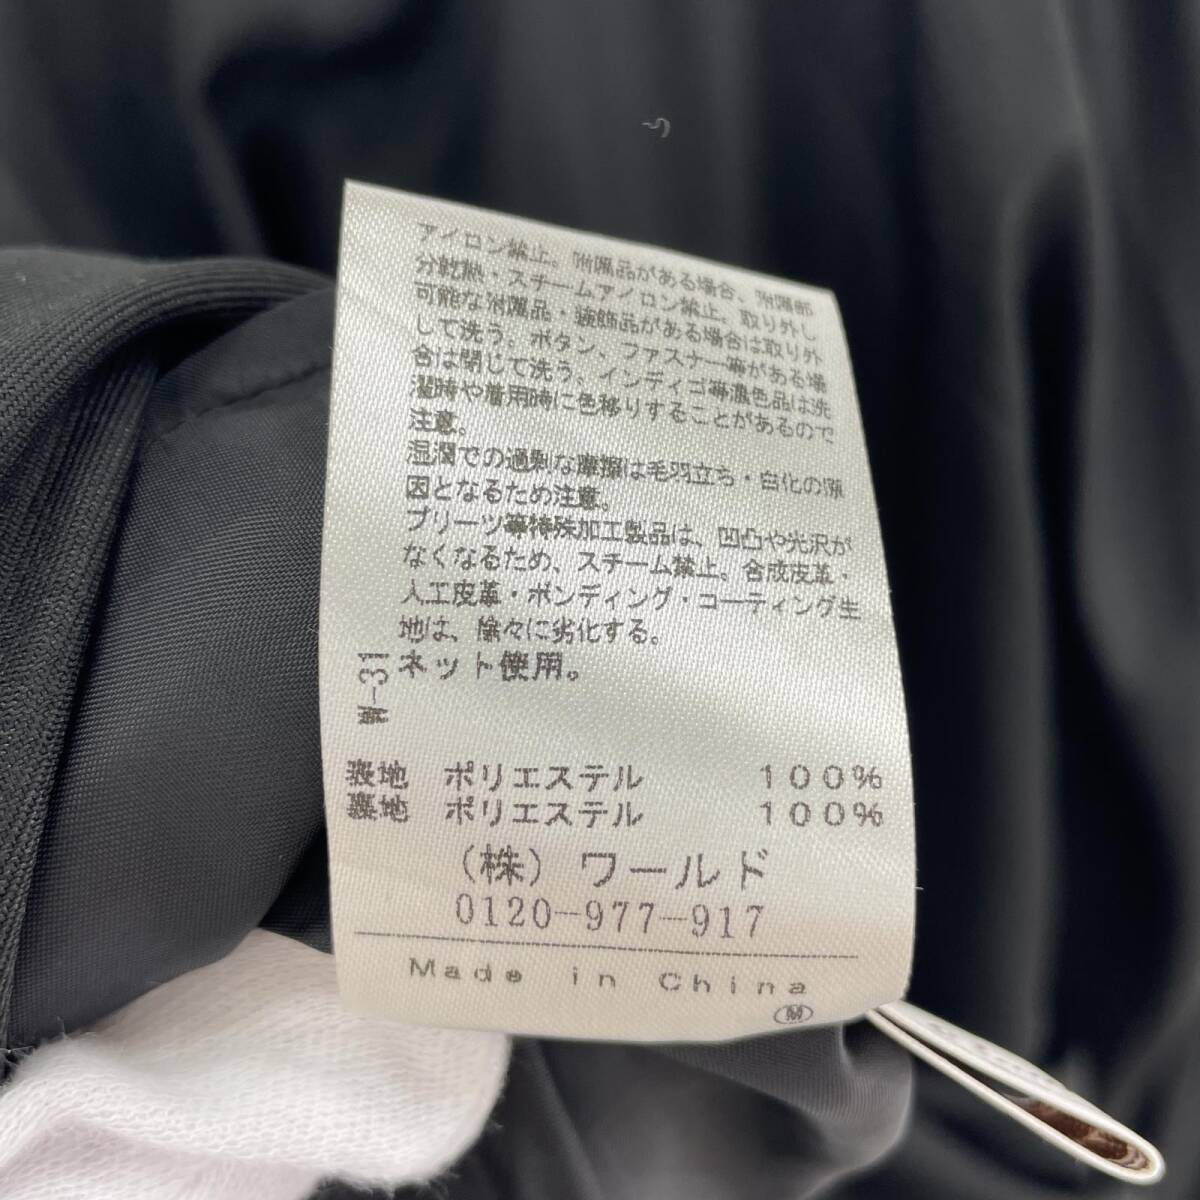 アイロン禁止。附属品がある場合、附属部
分乾熱・スチームアイロン禁止。取り外し
可能な附属品・装飾品がある場合は取り外
して洗う。ボタン、ファスナー等がある場
合は閉じて洗う。インディゴ等濃色品は洗
濯時や着用時に色移りすることがあるので
注意。
湿潤での過剰な摩擦は毛羽立ち・白化の原
因となるため注意。
プリーツ等特殊加工製品は、凹凸や光沢が
なくなるため、スチーム禁止。合成皮革・
人工皮革・ボンディング・コーティング生
地は、徐々に劣化する。
ネット使用。
W-31
表地 ポリエステル 100%
裏地 ポリエステル 100%
(株) ワールド
0120-977-917
Made in China
M